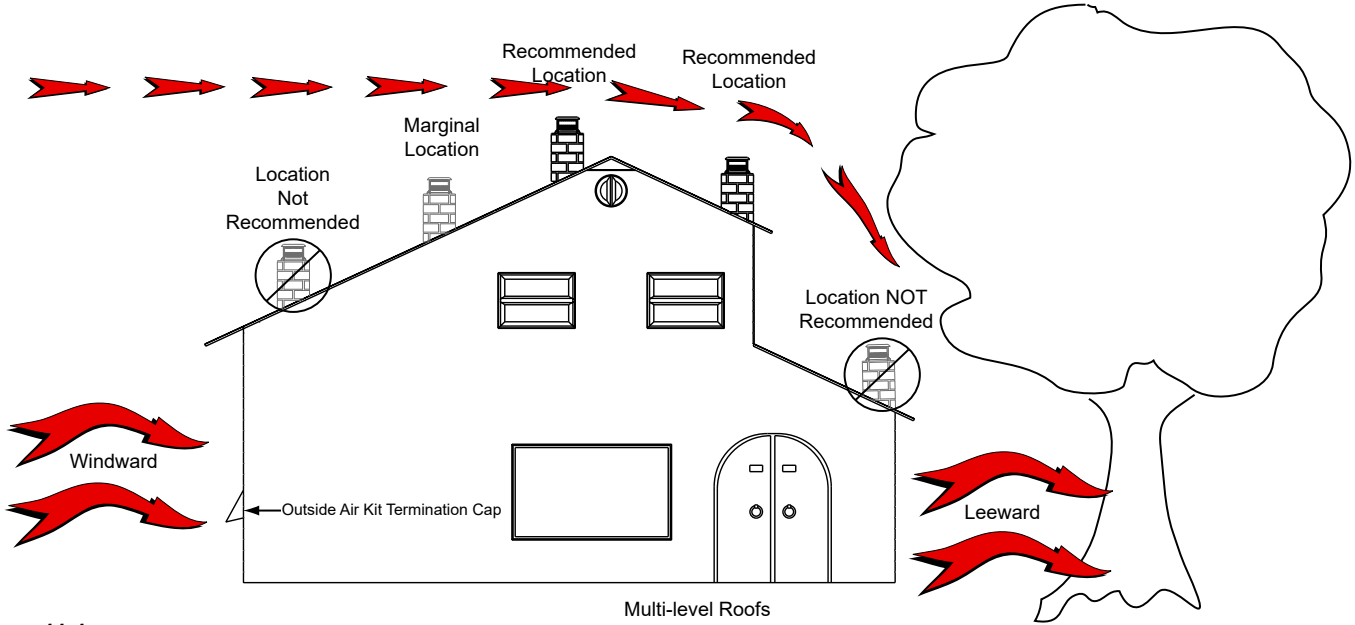 Recommended
Location
Recommended
Location
Marginal
Location
Location
Not
Recommended
Location NOT
Recommended
Windward
Outside Air Kit Termination Cap
Leeward
Multi-level Roofs